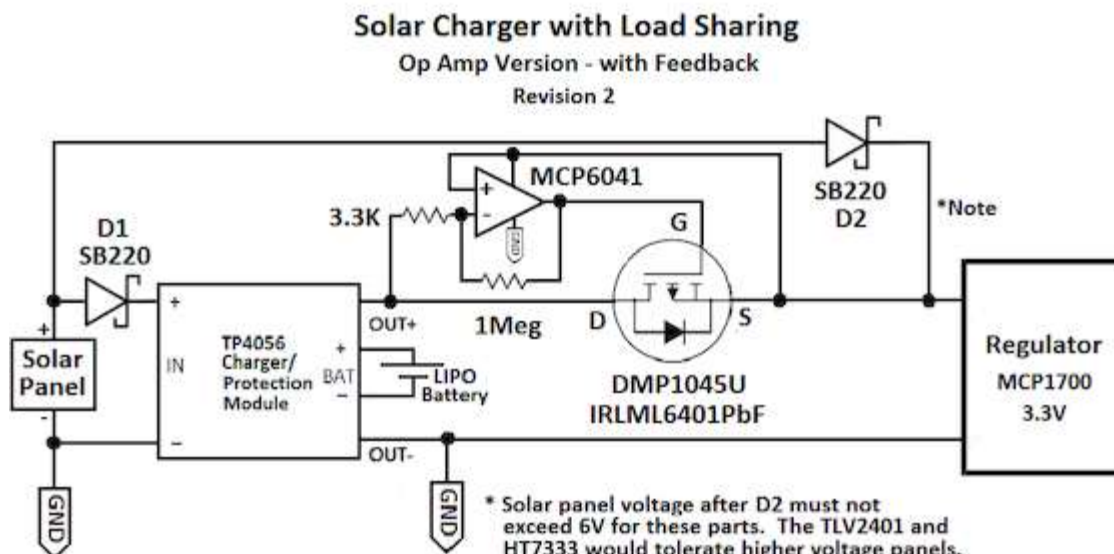 Solar Charger with Load Sharing
Op Amp Version - with Feedback
Revision 2
MCP6041
SB220
D2
*Note
3.3K
+
-
GND
G
D1
SB220
+
OUT+
1Meg
D
S
+
Solar
Panel
-
IN
TP4056
Charger/
Protection
Module
+
BAT
-
LIPO
Battery
DMP1045U
IRLML6401PbF
Regulator
MCP1700
3.3V
-
OUT-
GND
GND
* Solar panel voltage after D2 must not
exceed 6V for these parts. The TLV2401 and
HT7333 would tolerate higher voltage panels.